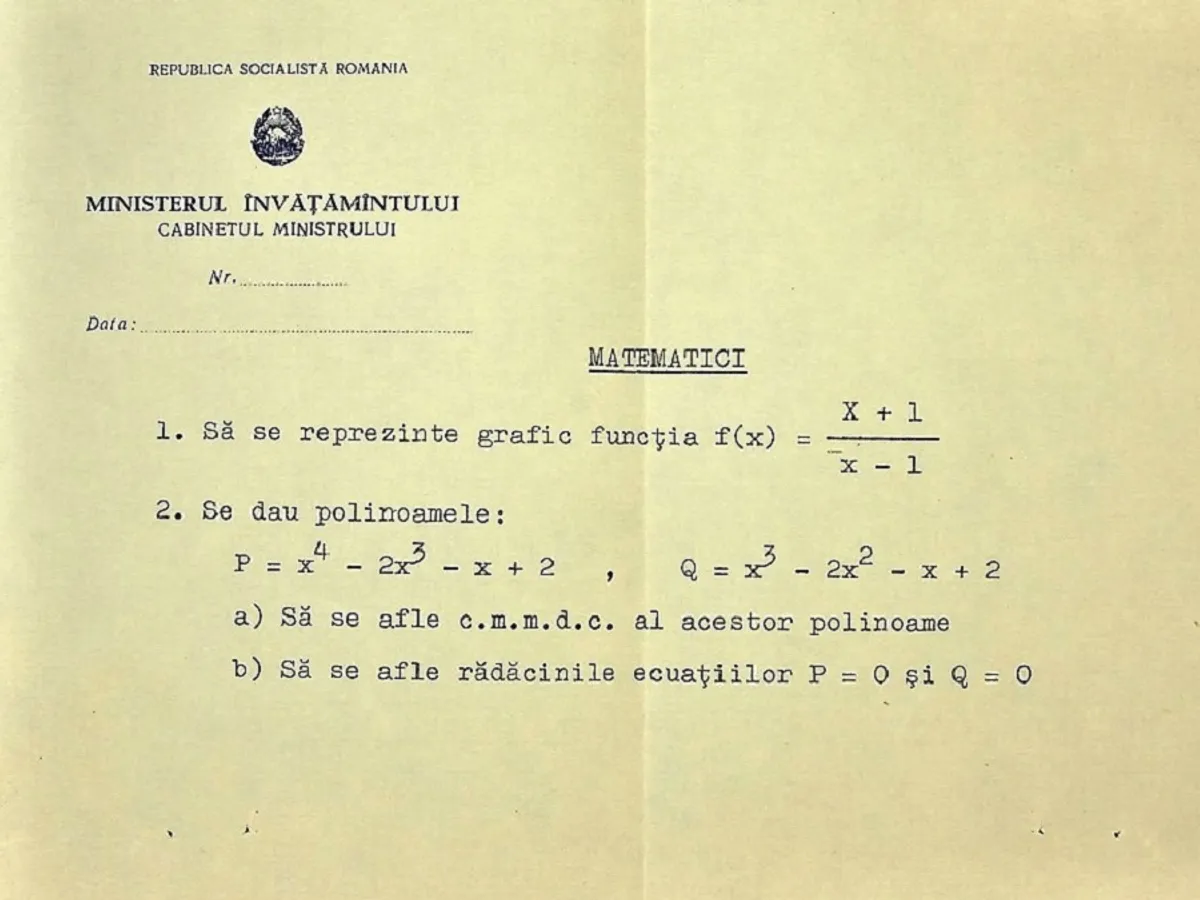 REPUBLICA SOCIALISTĂ ROMANIA
MINISTERUL ÎNVĂȚĂMÎNTULUI
CABINETUL MINISTRULUI
Nr. ....................
Data: ............................................................
MATEMATICI
1. Să se reprezinte grafic funcţia f(x) = X + 1 / x - 1
2. Se dau polinoamele:
P = x⁴ - 2x³ - x + 2 , Q = x³ - 2x² - x + 2
a) Să se afle c.m.m.d.c. al acestor polinoame
b) Să se afle rădăcinile ecuaţiilor P = 0 şi Q = 0